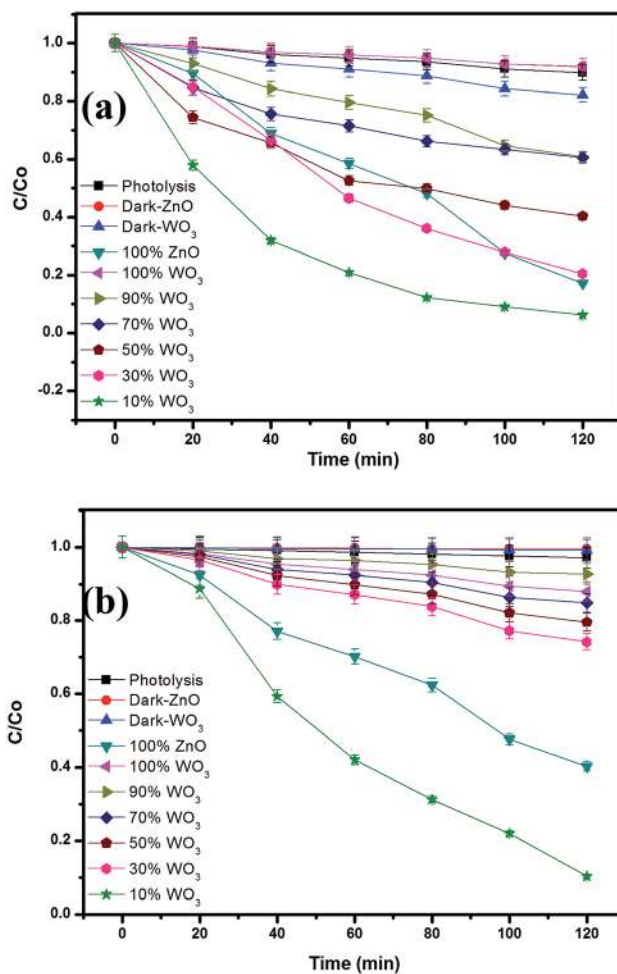 (a)
C/Co
1.0
0.8
0.6
0.4
0.2
0.0
-0.2
Photolysis
Dark-ZnO
Dark-WO3
100% ZnO
100% WO3
90% WO3
70% WO3
50% WO3
30% WO3
10% WO3
0 20 40 60 80 100 120
Time (min)
(b)
C/Co
1.0
0.8
0.6
0.4
0.2
0.0
Photolysis
Dark-ZnO
Dark-WO3
100% ZnO
100% WO3
90% WO3
70% WO3
50% WO3
30% WO3
10% WO3
0 20 40 60 80 100 120
Time (min)